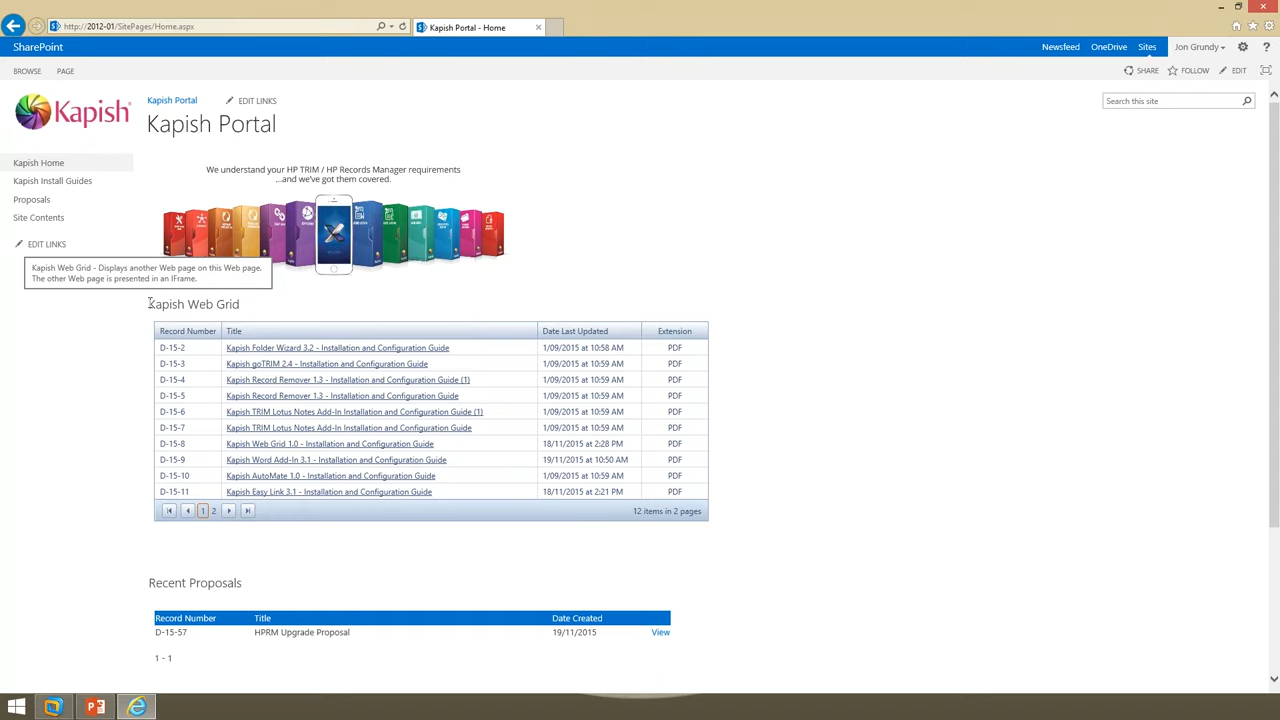 http://2012-01/SitePages/Home.aspx
Kapish Portal - Home
SharePoint
Newsfeed OneDrive Sites Jon Grundy ?
BROWSE PAGE
SHARE FOLLOW EDIT
Kapish
Kapish Portal EDIT LINKS
Search this site
Kapish Portal
Kapish Home
Kapish Install Guides
Proposals
Site Contents
EDIT LINKS
We understand your HP TRIM / HP Records Manager requirements
...and we've got them covered.
Kapish Web Grid - Displays another Web page on this Web page.
The other Web page is presented in an IFrame.
Kapish Web Grid
Record Number Title Date Last Updated Extension
D-15-2 Kapish Folder Wizard 3.2 - Installation and Configuration Guide 1/09/2015 at 10:58 AM PDF
D-15-3 Kapish goTRIM 2.4 - Installation and Configuration Guide 1/09/2015 at 10:59 AM PDF
D-15-4 Kapish Record Remover 1.3 - Installation and Configuration Guide (1) 1/09/2015 at 10:59 AM PDF
D-15-5 Kapish Record Remover 1.3 - Installation and Configuration Guide 1/09/2015 at 10:59 AM PDF
D-15-6 Kapish TRIM Lotus Notes Add-In Installation and Configuration Guide (1) 1/09/2015 at 10:59 AM PDF
D-15-7 Kapish TRIM Lotus Notes Add-In Installation and Configuration Guide 1/09/2015 at 10:59 AM PDF
D-15-8 Kapish Web Grid 1.0 - Installation and Configuration Guide 18/11/2015 at 2:28 PM PDF
D-15-9 Kapish Word Add-In 3.1 - Installation and Configuration Guide 19/11/2015 at 10:50 AM PDF
D-15-10 Kapish AutoMate 1.0 - Installation and Configuration Guide 1/09/2015 at 10:59 AM PDF
D-15-11 Kapish Easy Link 3.1 - Installation and Configuration Guide 18/11/2015 at 2:21 PM PDF
1 2 12 items in 2 pages
Recent Proposals
Record Number Title Date Created
D-15-57 HPRM Upgrade Proposal 19/11/2015 View
1 - 1